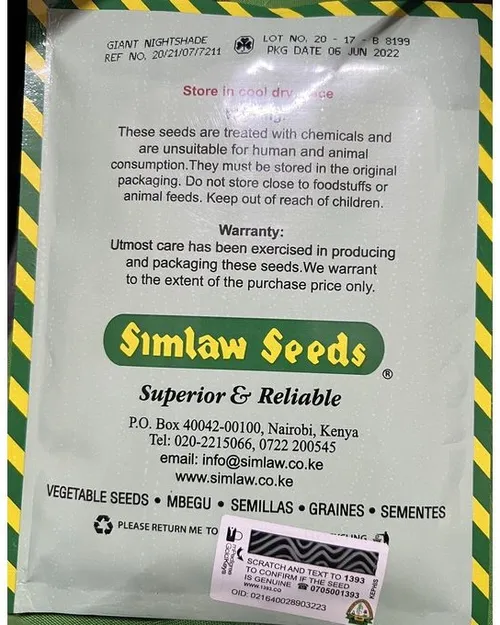 GIANT NIGHTSHADE
REF NO. 20/21/07/7211
LOT NO. 20 - 17 - B 8199
PKG DATE 06 JUN 2022
Store in cool dry
These seeds are treated with chemicals and
are unsuitable for human and animal
consumption.They must be stored in the original
packaging. Do not store close to foodstuffs or
animal feeds. Keep out of reach of children.
Warranty:
Utmost care has been exercised in producing
and packaging these seeds.We warrant
to the extent of the purchase price only.
Simlaw Seeds
®
Superior & Reliable
P.O. Box 40042-00100, Nairobi, Kenya
Tel: 020-2215066, 0722 200545
email: info@simlaw.co.ke
www.simlaw.co.ke
VEGETABLE SEEDS • MBEGU • SEMILLAS • GRAINES • SEMENTES
PLEASE RETURN ME TO
SCRATCH AND TEXT TO 1393
TO CONFIRM IF THE SEED
IS GENUINE ☎ 0705001393
www.1393.co
OID: 021640028903223
KEPHIS